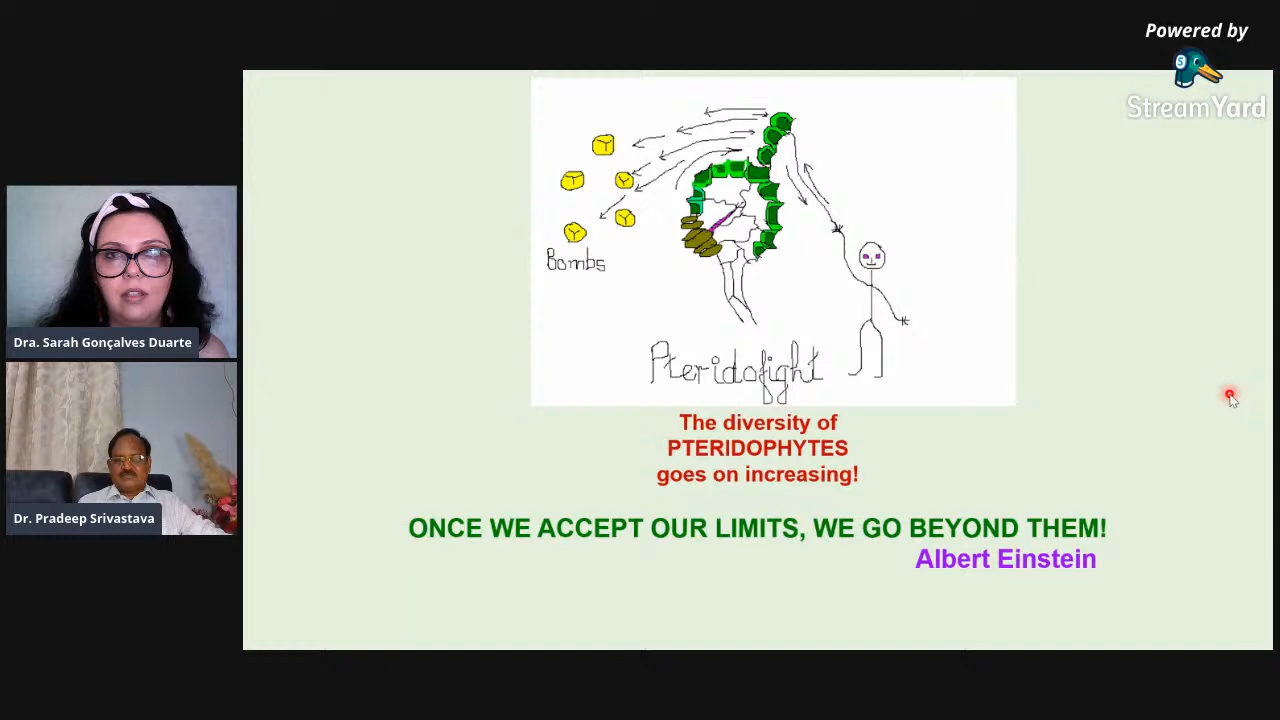 Powered by
StreamYard
Bombs
Pteridofight
The diversity of
PTERIDOPHYTES
goes on increasing!
ONCE WE ACCEPT OUR LIMITS, WE GO BEYOND THEM!
Albert Einstein
Dra. Sarah Gonçalves Duarte
Dr. Pradeep Srivastava